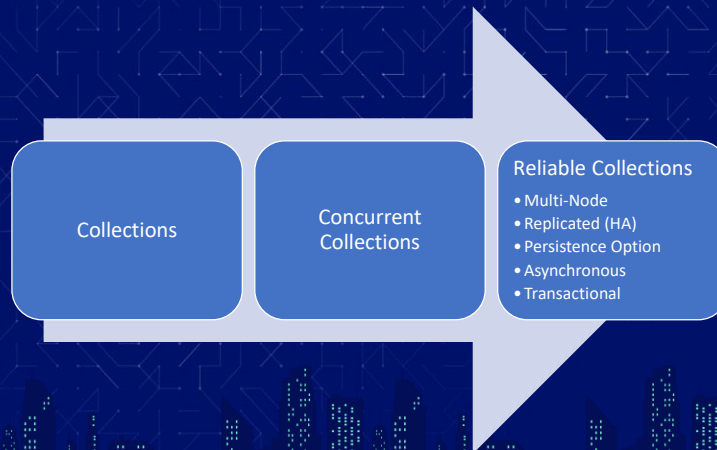 Collections
Concurrent
Collections
Reliable Collections
• Multi-Node
• Replicated (HA)
• Persistence Option
• Asynchronous
• Transactional